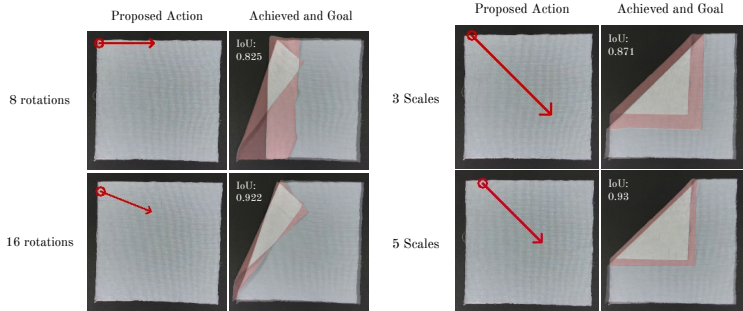 Proposed Action
Achieved and Goal
8 rotations
IoU:
0.825
16 rotations
IoU:
0.922
Proposed Action
Achieved and Goal
3 Scales
IoU:
0.871
5 Scales
IoU:
0.93